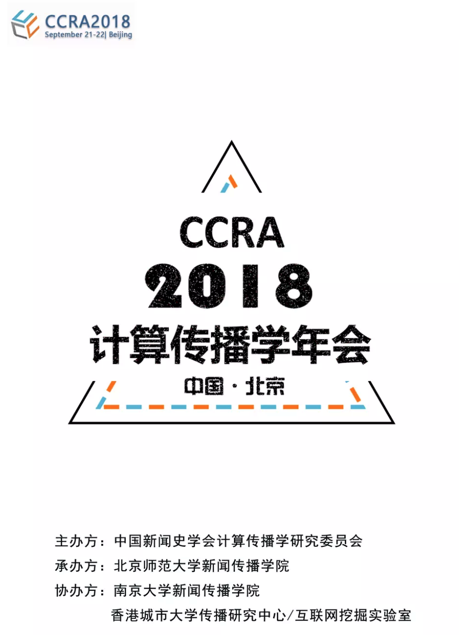 CCRA2018
September 21-22| Beijing
CCRA
2018
计算传播学年会
中国·北京
主办方：中国新闻史学会计算传播学研究委员会
承办方：北京师范大学新闻传播学院
协办方：南京大学新闻传播学院
香港城市大学传播研究中心/互联网挖掘实验室